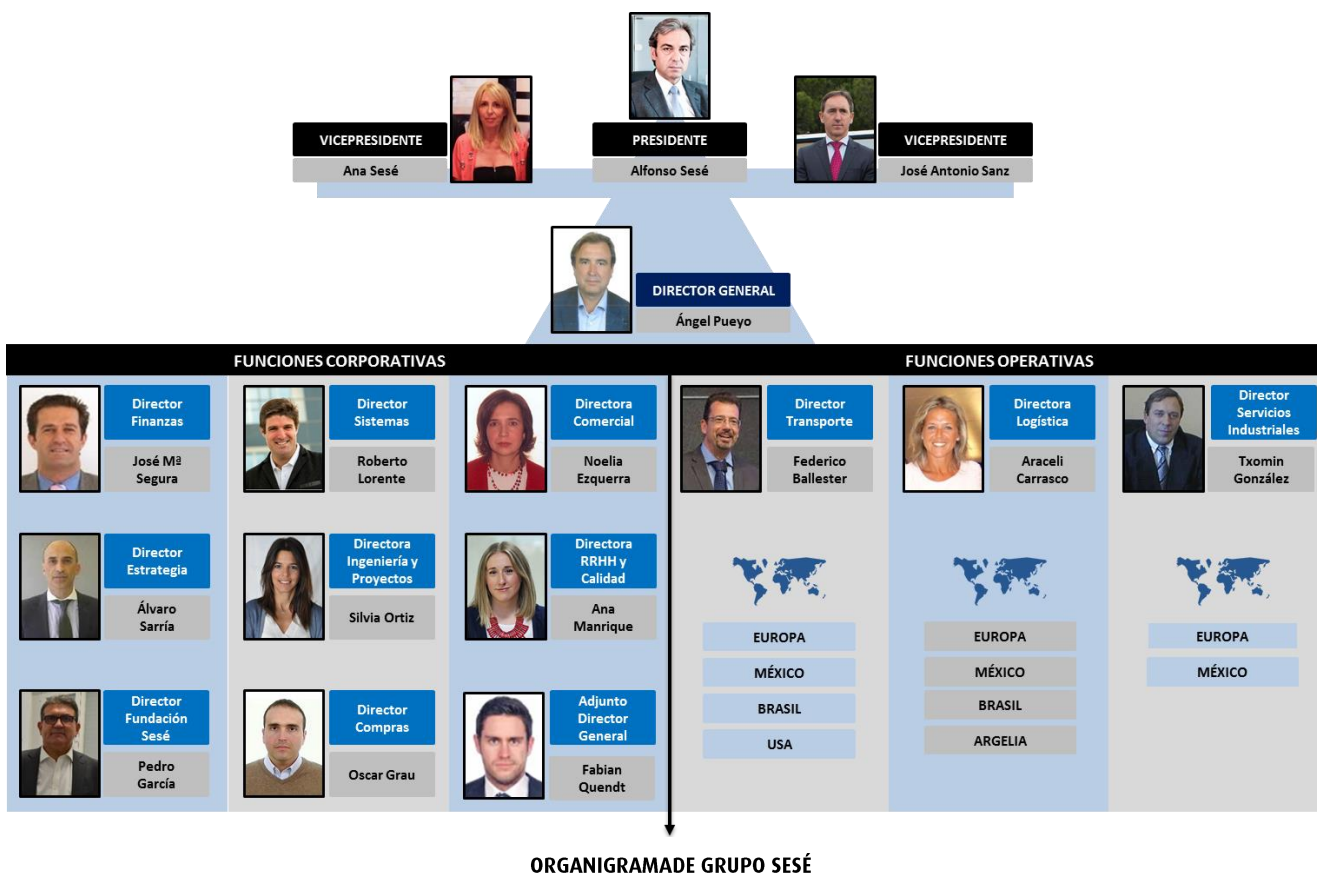 VICEPRESIDENTE
Ana Sesé
PRESIDENTE
Alfonso Sesé
VICEPRESIDENTE
José Antonio Sanz
DIRECTOR GENERAL
Ángel Pueyo
FUNCIONES CORPORATIVAS
FUNCIONES OPERATIVAS
Director
Finanzas
José Mª
Segura
Director
Sistemas
Roberto
Lorente
Directora
Comercial
Noelia
Ezquerra
Director
Transporte
Federico
Ballester
Directora
Logística
Araceli
Carrasco
Director
Servicios
Industriales
Txomin
González
Director
Estrategia
Álvaro
Sarría
Directora
Ingeniería y
Proyectos
Silvia Ortiz
Directora
RRHH y
Calidad
Ana
Manrique
Director
Fundación
Sesé
Pedro
García
Director
Compras
Oscar Grau
Adjunto
Director
General
Fabian
Quendt
EUROPA
MÉXICO
BRASIL
USA
EUROPA
MÉXICO
BRASIL
ARGELIA
EUROPA
MÉXICO
ORGANIGRAMADE GRUPO SESÉ